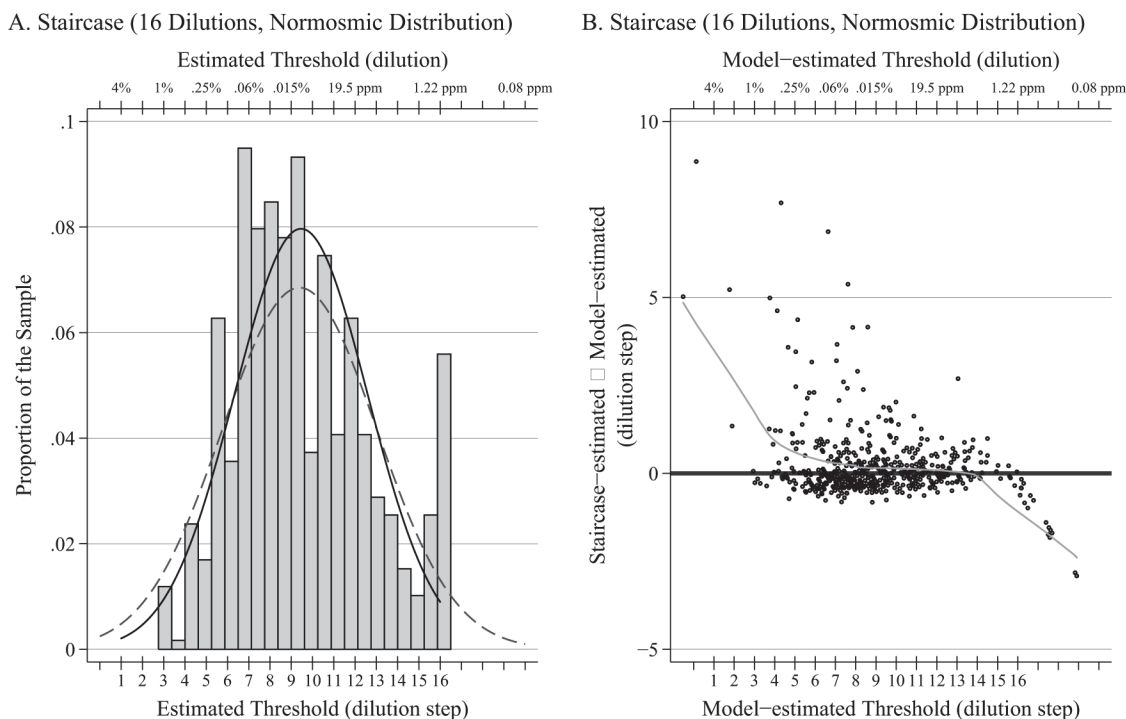 A. Staircase (16 Dilutions, Normosmic Distribution)
Estimated Threshold (dilution)
4% 1% .25% .06% .015% 19.5 ppm 1.22 ppm 0.08 ppm
.1
.08
.06
.04
.02
0
Proportion of the Sample
1 2 3 4 5 6 7 8 9 10 11 12 13 14 15 16
Estimated Threshold (dilution step)
B. Staircase (16 Dilutions, Normosmic Distribution)
Model−estimated Threshold (dilution)
4% 1% .25% .06% .015% 19.5 ppm 1.22 ppm 0.08 ppm
10
5
0
−5
Staircase−estimated □ Model−estimated
(dilution step)
1 2 3 4 5 6 7 8 9 10 11 12 13 14 15 16
Model−estimated Threshold (dilution step)